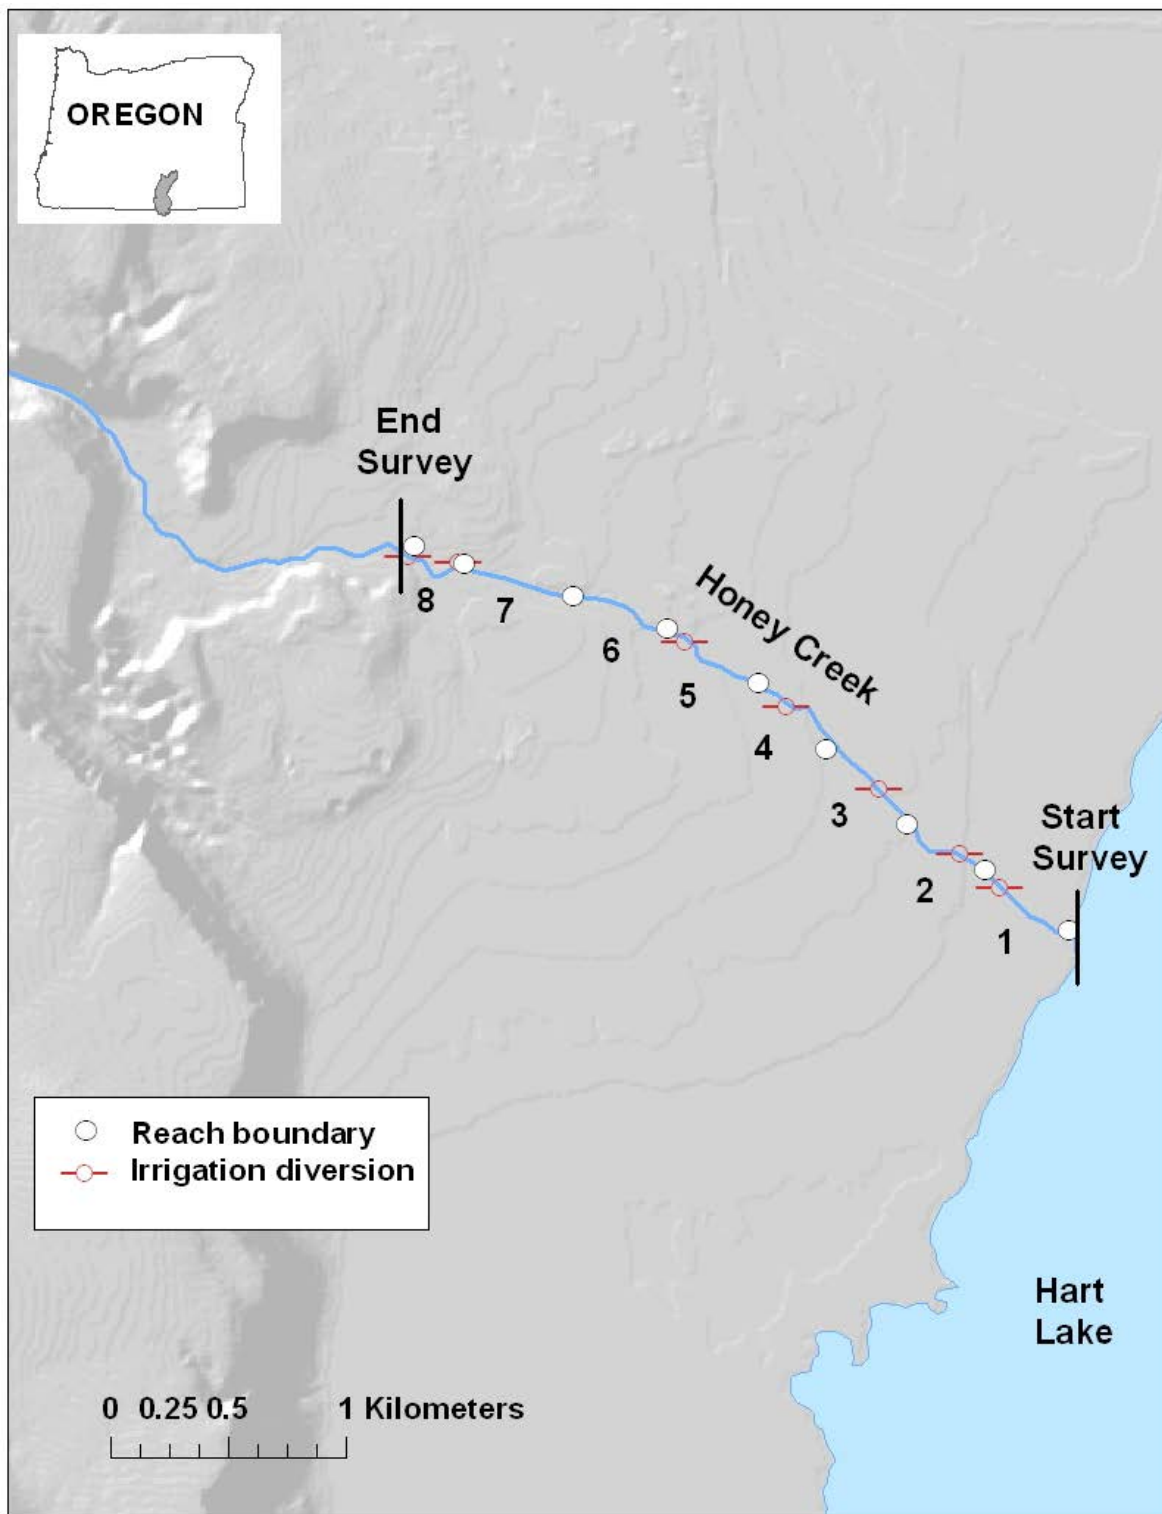 OREGON
End
Survey
Honey Creek
8
7
6
5
4
3
2
1
Start
Survey
Reach boundary
Irrigation diversion
Hart
Lake
0 0.25 0.5 1 Kilometers